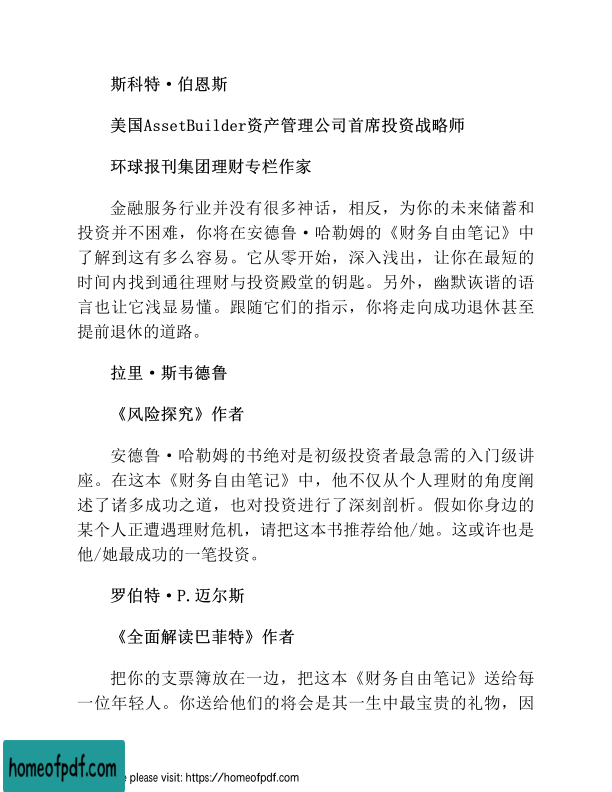 斯科特·伯恩斯
美国AssetBuilder资产管理公司首席投资战略师
环球报刊集团理财专栏作家
金融服务行业并没有很多神话，相反，为你的未来储蓄和
投资并不困难，你将在安德鲁·哈勒姆的《财务自由笔记》中
了解到这有多么容易。它从零开始，深入浅出，让你在最短的
时间内找到通往理财与投资殿堂的钥匙。另外，幽默诙谐的语
言也让它浅显易懂。跟随它们的指示，你将走向成功退休甚至
提前退休的道路。
拉里·斯韦德鲁
《风险探究》作者
安德鲁·哈勒姆的书绝对是初级投资者最急需的入门级讲
座。在这本《财务自由笔记》中，他不仅从个人理财的角度阐
述了诸多成功之道，也对投资进行了深刻剖析。假如你身边的
某个人正遭遇理财危机，请把这本书推荐给他/她。这或许也是
他/她最成功的一笔投资。
罗伯特·P.迈尔斯
《全面解读巴菲特》作者
把你的支票簿放在一边，把这本《财务自由笔记》送给每
一位年轻人。你送给他们的将会是其一生中最宝贵的礼物，因
homeofpdf.com
e please visit: https://homeofpdf.com